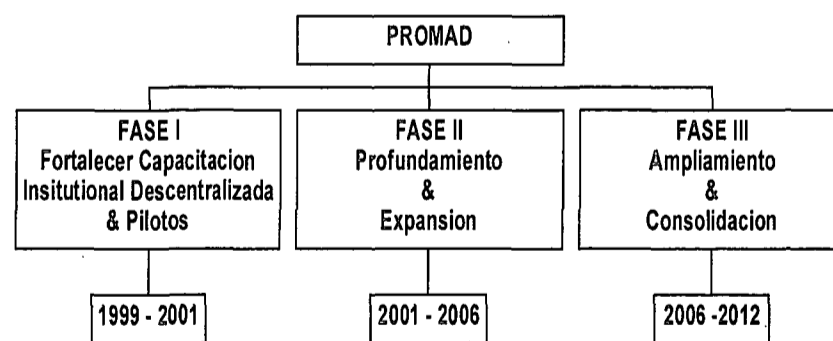 PROMAD
FASE I
Fortalecer Capacitacion
Insitutional Descentralizada
& Pilotos
FASE II
Profundamiento
&
Expansion
FASE III
Ampliamiento
&
Consolidacion
1999 - 2001
2001 - 2006
2006 -2012